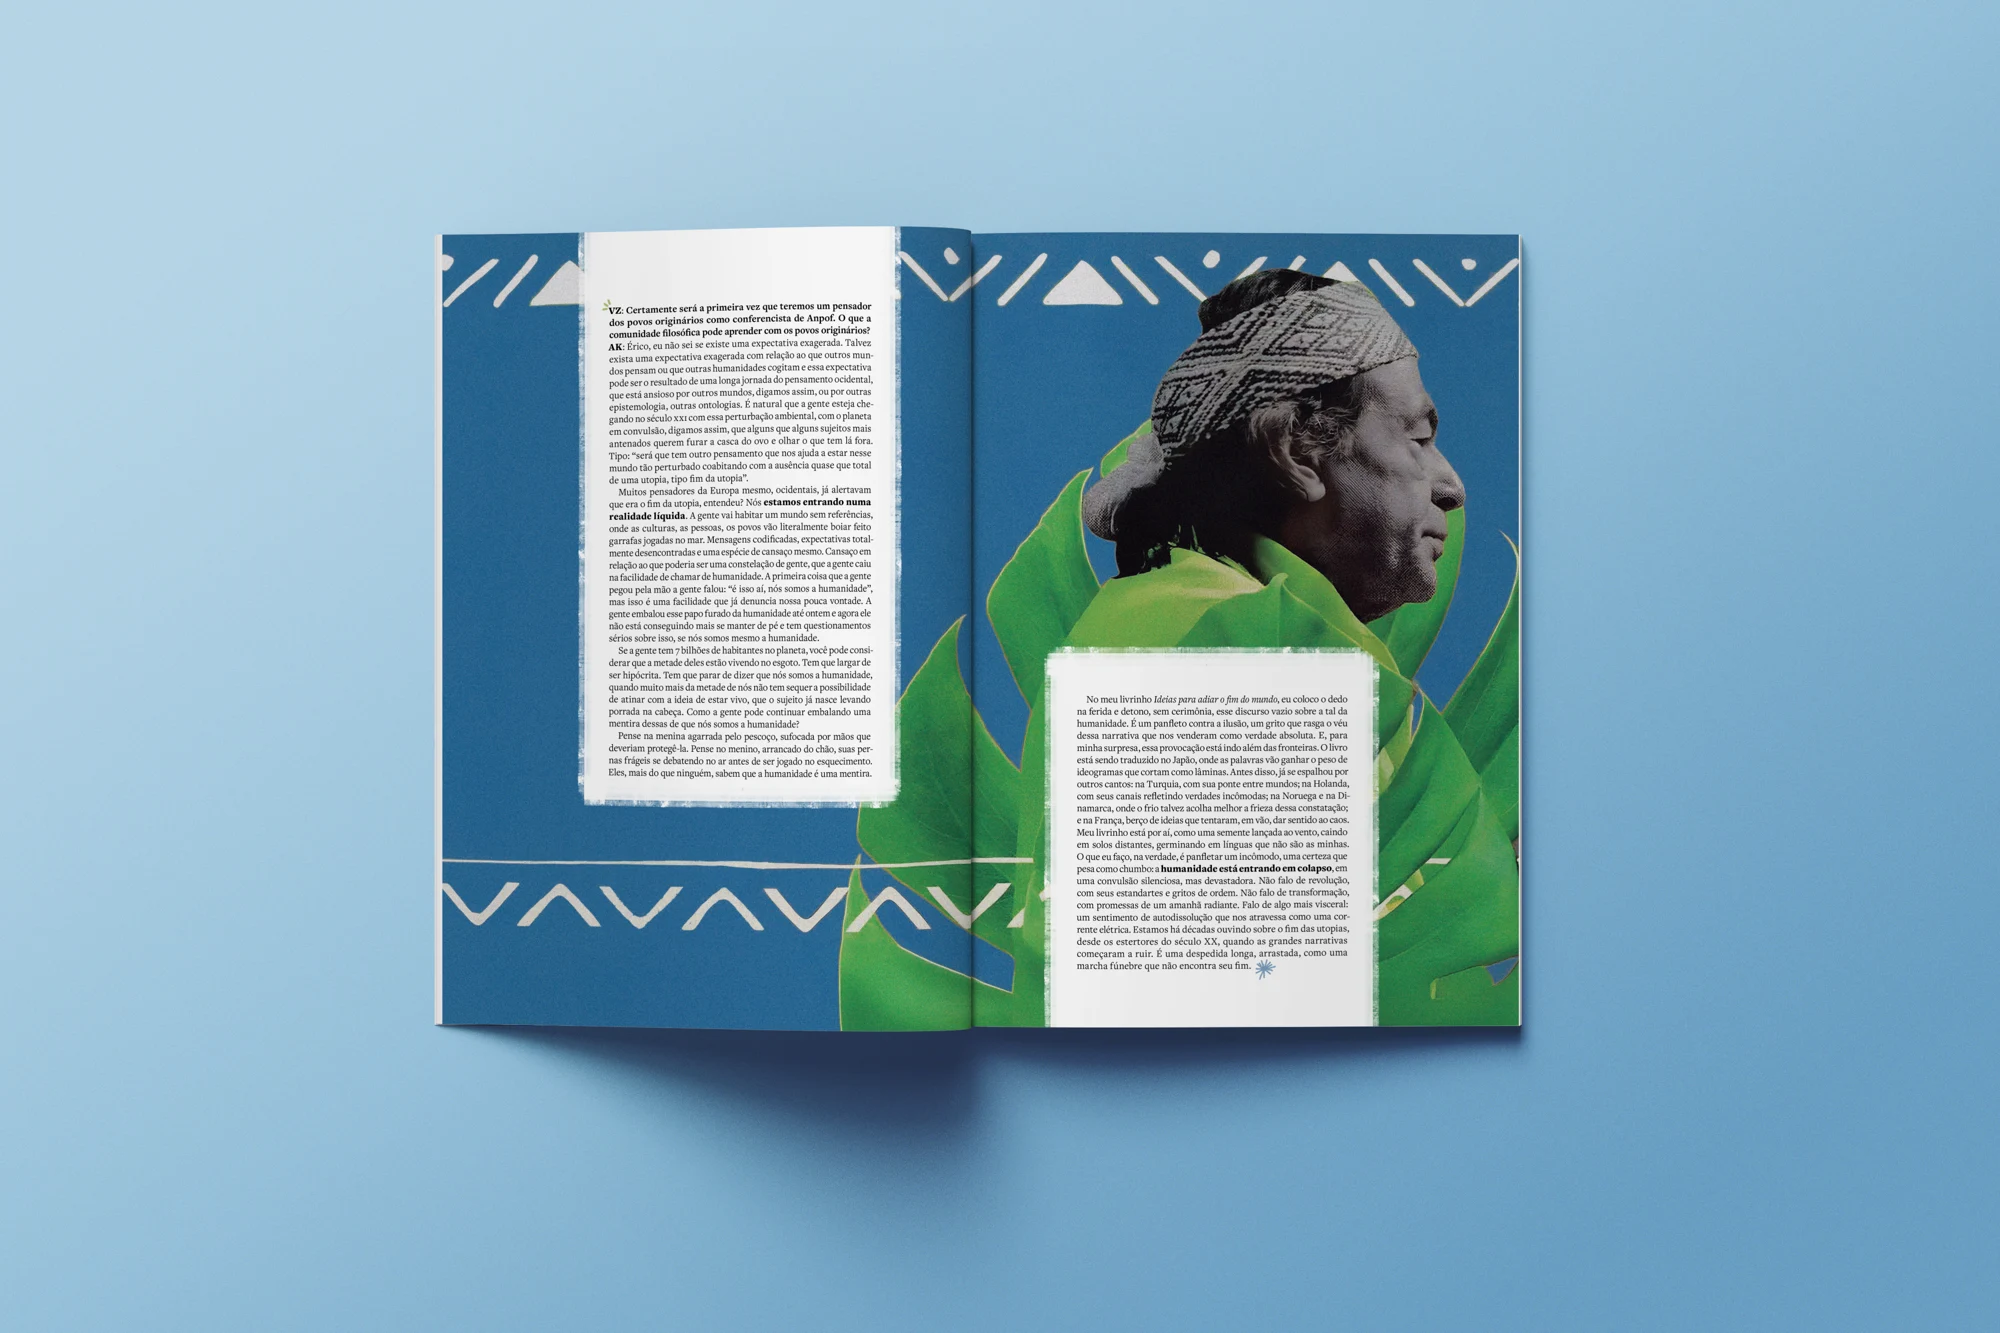 VZ: Certamente será a primeira vez que teremos um pensador
dos povos originários como conferencista de Anpof. O que a
comunidade filosófica pode aprender com os povos originários?
AK: Érico, eu não sei se existe uma expectativa exagerada. Talvez
exista uma expectativa exagerada com relação ao que outros mun-
dos pensam ou que outras humanidades cogitam e essa expectativa
pode ser o resultado de uma longa jornada do pensamento ocidental,
que está ansioso por outros mundos, digamos assim, ou por outras
epistemologia, outras ontologias. É natural que a gente esteja che-
gando no século XXI com essa perturbação ambiental, com o planeta
em convulsão, digamos assim, que alguns que alguns sujeitos mais
antenados querem furar a casca do ovo e olhar o que tem lá fora.
Tipo: “será que tem outro pensamento que nos ajuda a estar nesse
mundo tão perturbado coabitando com a ausência quase que total
de uma utopia, tipo fim da utopia”.
Muitos pensadores da Europa mesmo, ocidentais, já alertavam
que era o fim da utopia, entendeu? Nós estamos entrando numa
realidade líquida. A gente vai habitar um mundo sem referências,
onde as culturas, as pessoas, os povos vão literalmente boiar feito
garrafas jogadas no mar. Mensagens codificadas, expectativas total-
mente desencontradas e uma espécie de cansaço mesmo. Cansaço em
relação ao que poderia ser uma constelação de gente, que a gente caiu
na facilidade de chamar de humanidade. A primeira coisa que a gente
pegou pela mão a gente falou: “é isso aí, nós somos a humanidade”,
mas isso é uma facilidade que já denuncia nossa pouca vontade. A
gente embalou esse papo furado da humanidade até ontem e agora ele
não está conseguindo mais se manter de pé e tem questionamentos
sérios sobre isso, se nós somos mesmo a humanidade.
Se a gente tem 7 bilhões de habitantes no planeta, você pode consi-
derar que a metade deles estão vivendo no esgoto. Tem que largar de
ser hipócrita. Tem que parar de dizer que nós somos a humanidade,
quando muito mais da metade de nós não tem sequer a possibilidade
de atinar com a ideia de estar vivo, que o sujeito já nasce levando
porrada na cabeça. Como a gente pode continuar embalando uma
mentira dessas de que nós somos a humanidade?
Pense na menina agarrada pelo pescoço, sufocada por mãos que
deveriam protegê-la. Pense no menino, arrancado do chão, suas per-
nas frágeis se debatendo no ar antes de ser jogado no esquecimento.
Eles, mais do que ninguém, sabem que a humanidade é uma mentira.
No meu livrinho Ideias para adiar o fim do mundo, eu coloco o dedo
na ferida e detono, sem cerimônia, esse discurso vazio sobre a tal da
humanidade. É um panfleto contra a ilusão, um grito que rasga o véu
dessa narrativa que nos venderam como verdade absoluta. E, para
minha surpresa, essa provocação está indo além das fronteiras. O livro
está sendo traduzido no Japão, onde as palavras vão ganhar o peso de
ideogramas que cortam como lâminas. Antes disso, já se espalhou por
outros cantos: na Turquia, com sua ponte entre mundos; na Holanda,
com seus canais refletindo verdades incômodas; na Noruega e na Di-
namarca, onde o frio talvez acolha melhor a frieza dessa constatação;
e na França, berço de ideias que tentaram, em vão, dar sentido ao caos.
Meu livrinho está por aí, como uma semente lançada ao vento, caindo
em solos distantes, germinando em línguas que não são as minhas.
O que eu faço, na verdade, é panfletar um incômodo, uma certeza que
pesa como chumbo: a humanidade está entrando em colapso, em
uma convulsão silenciosa, mas devastadora. Não falo de revolução,
com seus estandartes e gritos de ordem. Não falo de transformação,
com promessas de um amanhã radiante. Falo de algo mais visceral:
um sentimento de autodissolução que nos atravessa como uma cor-
rente elétrica. Estamos há décadas ouvindo sobre o fim das utopias,
desde os estertores do século XX, quando as grandes narrativas
começaram a ruir. É uma despedida longa, arrastada, como uma
marcha fúnebre que não encontra seu fim.